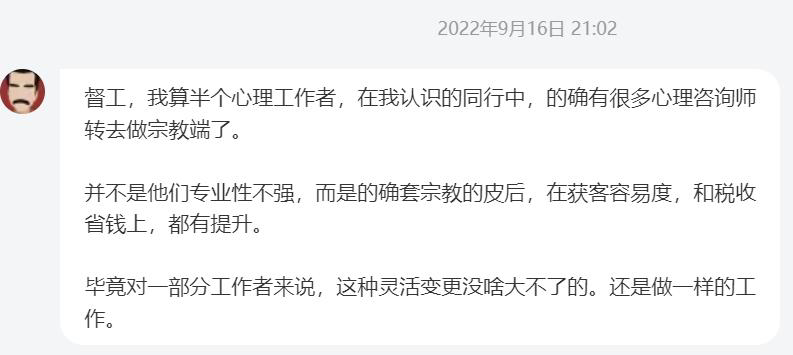 2022年9月16日 21:02
督工，我算半个心理工作者，在我认识的同行中，的确有很多心理咨询师
转去做宗教端了。
并不是他们专业性不强，而是的确套宗教的皮后，在获客容易度，和税收
省钱上，都有提升。
毕竟对一部分工作者来说，这种灵活变更没啥大不了的。还是做一样的工
作。